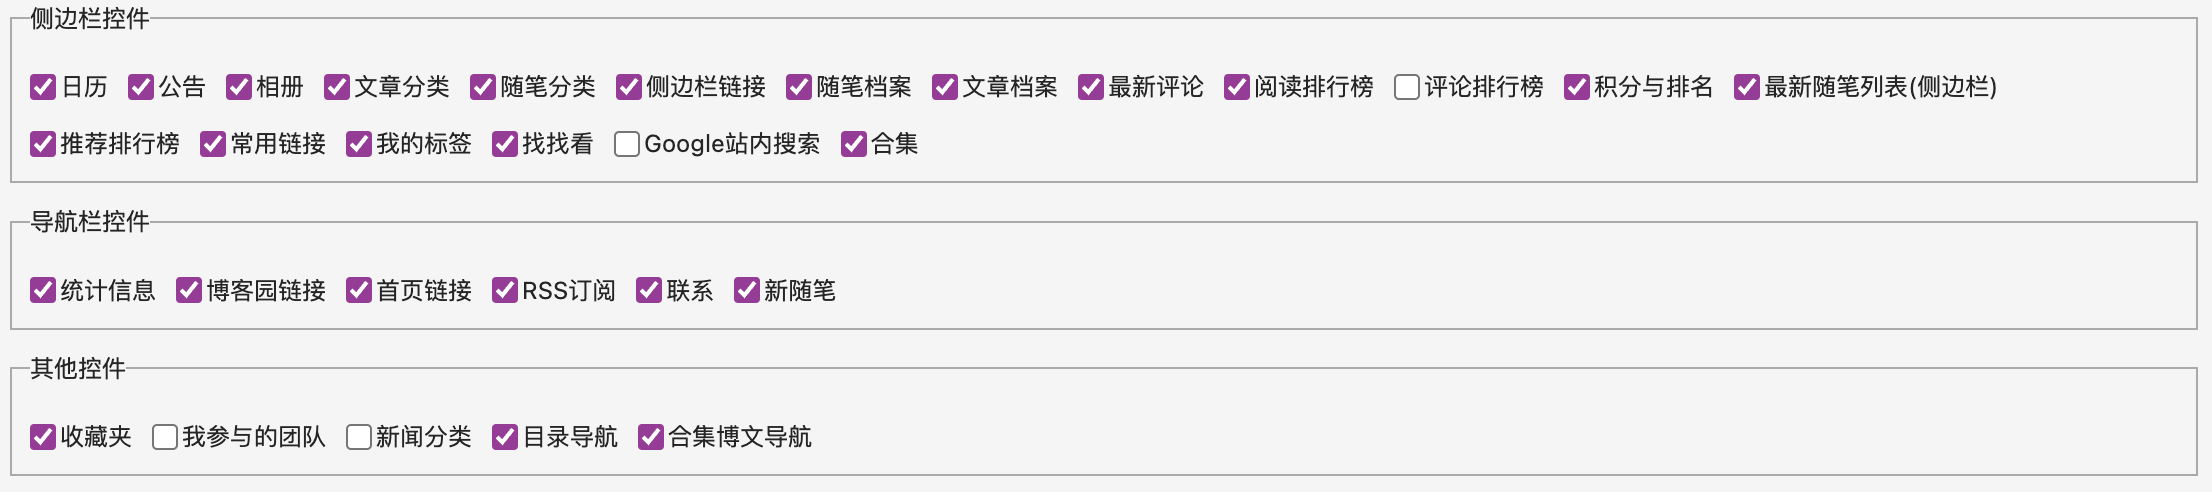 侧边栏控件
日历 公告 相册 文章分类 随笔分类 侧边栏链接 随笔档案 文章档案 最新评论 阅读排行榜 评论排行榜 积分与排名 最新随笔列表(侧边栏)
推荐排行榜 常用链接 我的标签 找找看 Google站内搜索 合集
导航栏控件
统计信息 博客园链接 首页链接 RSS订阅 联系 新随笔
其他控件
收藏夹 我参与的团队 新闻分类 目录导航 合集博文导航